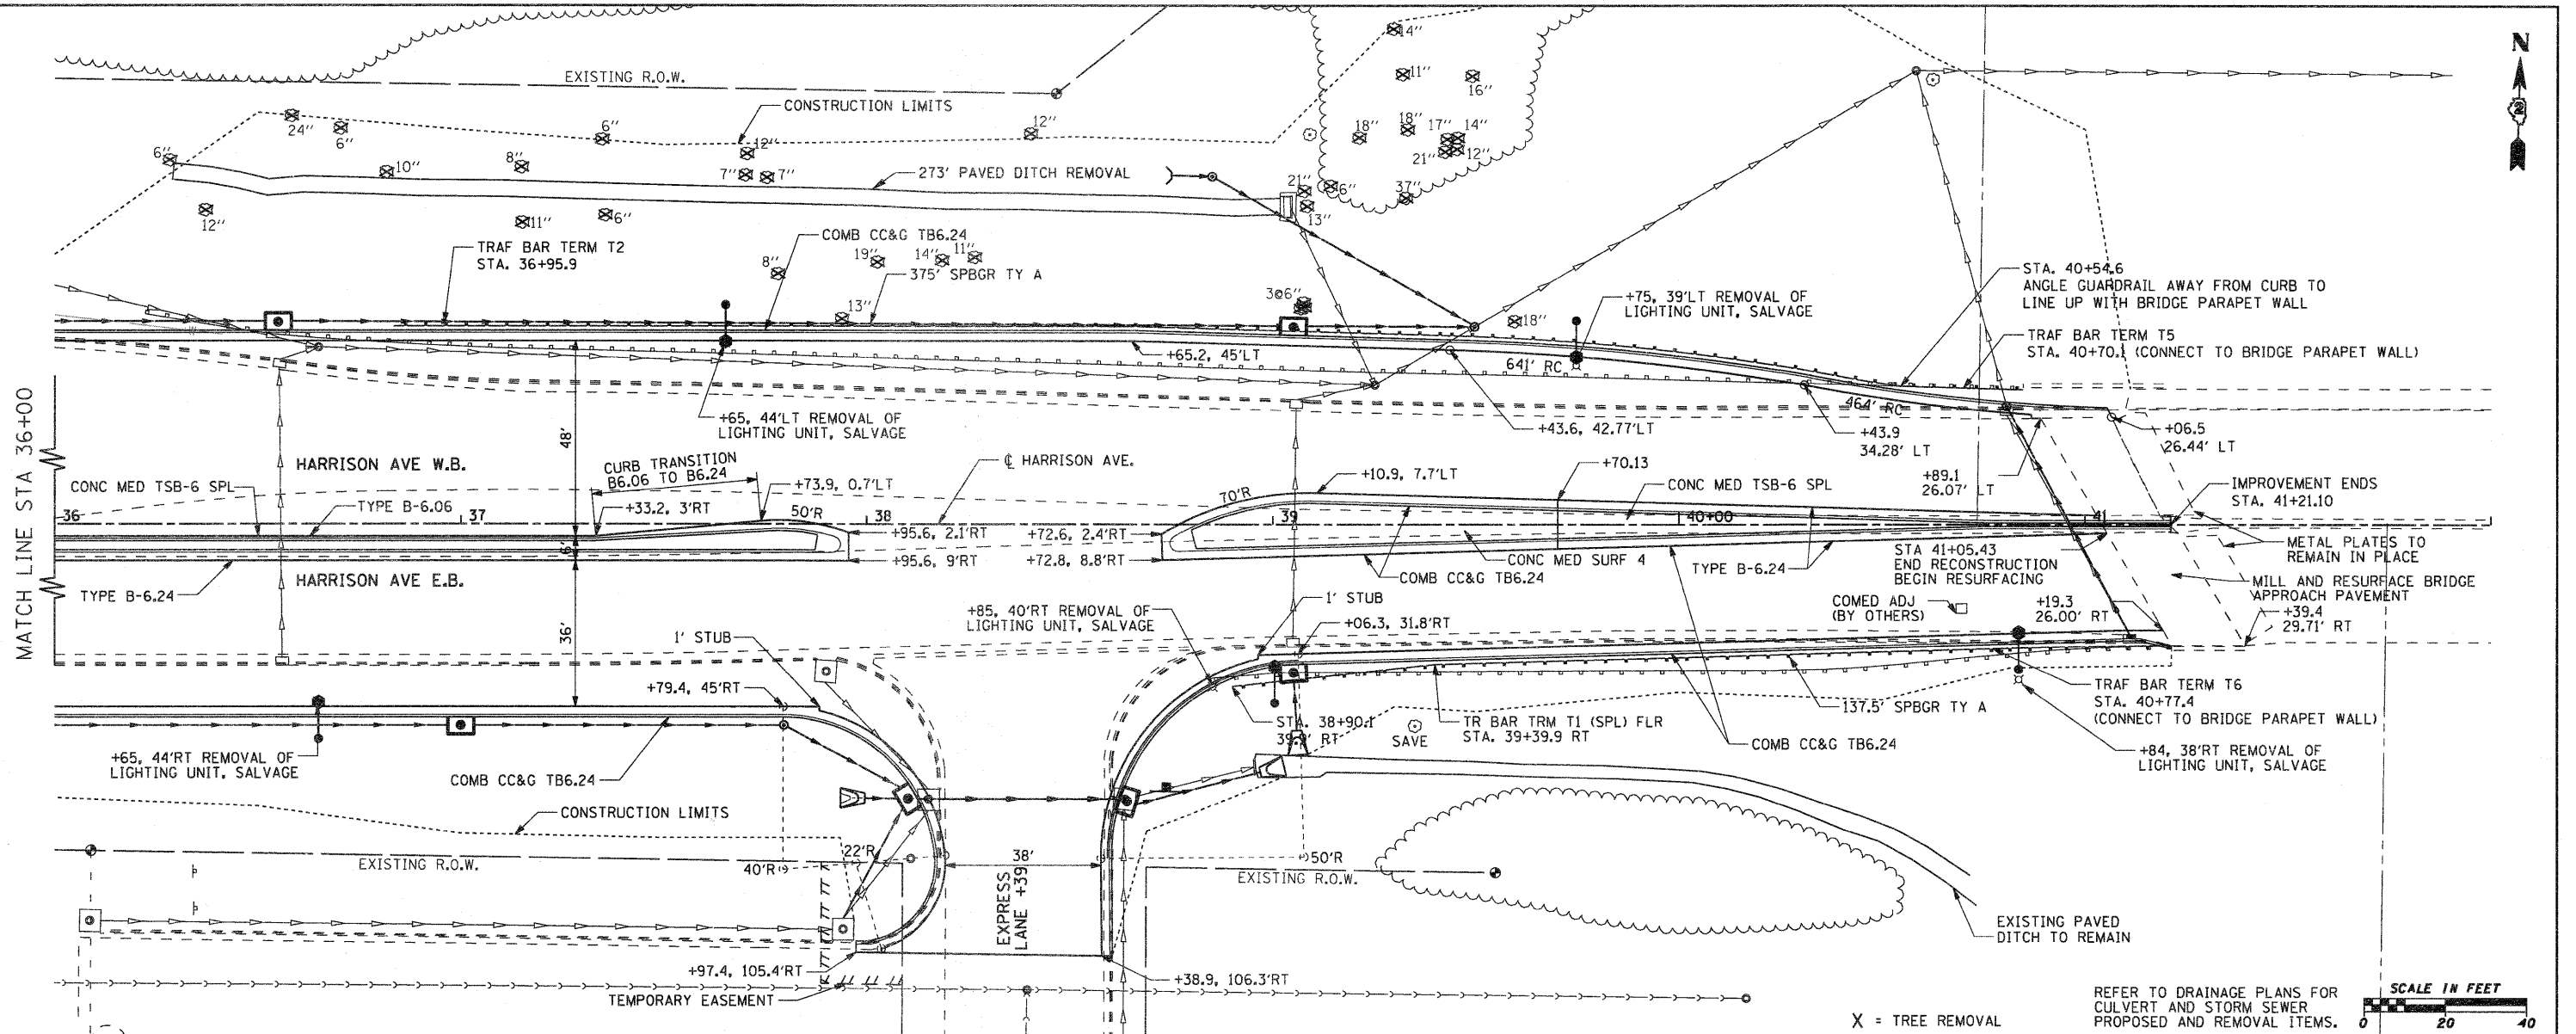 N
14"
11"
16"
EXISTING R.O.W.
CONSTRUCTION LIMITS
24"
6"
6"
12"
12"
18"
18"
17"
14"
21"
12"
6"
10"
8"
7"
7"
273' PAVED DITCH REMOVAL
21"
6"
37"
13"
12"
11"
6"
TRAF BAR TERM T2
STA. 36+95.9
COMB CC&G TB6.24
8"
19"
14"
11"
375' SPBGR TY A
13"
3@6"
18"
+75, 39'LT REMOVAL OF
LIGHTING UNIT, SALVAGE
STA. 40+54.6
ANGLE GUARDRAIL AWAY FROM CURB TO
LINE UP WITH BRIDGE PARAPET WALL
TRAF BAR TERM T5
STA. 40+70.1 (CONNECT TO BRIDGE PARAPET WALL)
+65.2, 45'LT
641' RC
464' RC
MATCH LINE STA 36+00
+65, 44'LT REMOVAL OF
LIGHTING UNIT, SALVAGE
48'
+43.6, 42.77'LT
+43.9
34.28' LT
+06.5
26.44' LT
HARRISON AVE W.B.
CURB TRANSITION
B6.06 TO B6.24
℄ HARRISON AVE.
+10.9, 7.7'LT
+70.13
+89.1
26.07' LT
CONC MED TSB-6 SPL
TYPE B-6.06
+73.9, 0.7'LT
70'R
CONC MED TSB-6 SPL
IMPROVEMENT ENDS
STA. 41+21.10
36
37
+33.2, 3'RT
50'R
38
39
40+00
41
+95.6, 2.1'RT
+72.6, 2.4'RT
6'
METAL PLATES TO
REMAIN IN PLACE
+95.6, 9'RT
+72.8, 8.8'RT
CONC MED SURF 4
STA 41+05.43
END RECONSTRUCTION
BEGIN RESURFACING
HARRISON AVE E.B.
COMB CC&G TB6.24
TYPE B-6.24
MILL AND RESURFACE BRIDGE
APPROACH PAVEMENT
TYPE B-6.24
+85, 40'RT REMOVAL OF
LIGHTING UNIT, SALVAGE
1' STUB
COMED ADJ
(BY OTHERS)
+19.3
26.00' RT
+39.4
29.71' RT
+06.3, 31.8'RT
36'
1' STUB
+79.4, 45'RT
TRAF BAR TERM T6
STA. 40+77.4
(CONNECT TO BRIDGE PARAPET WALL)
137.5' SPBGR TY A
STA. 38+90.1
RT
TR BAR TRM T1 (SPL) FLR
STA. 39+39.9 RT
SAVE
+65, 44'RT REMOVAL OF
LIGHTING UNIT, SALVAGE
COMB CC&G TB6.24
COMB CC&G TB6.24
+84, 38'RT REMOVAL OF
LIGHTING UNIT, SALVAGE
CONSTRUCTION LIMITS
EXISTING R.O.W.
22'R
40'R
38'
50'R
EXISTING R.O.W.
EXPRESS
LANE +39
EXISTING PAVED
DITCH TO REMAIN
+97.4, 105.4'RT
+38.9, 106.3'RT
TEMPORARY EASEMENT
X = TREE REMOVAL
REFER TO DRAINAGE PLANS FOR
CULVERT AND STORM SEWER
PROPOSED AND REMOVAL ITEMS.
SCALE IN FEET
0 20 40